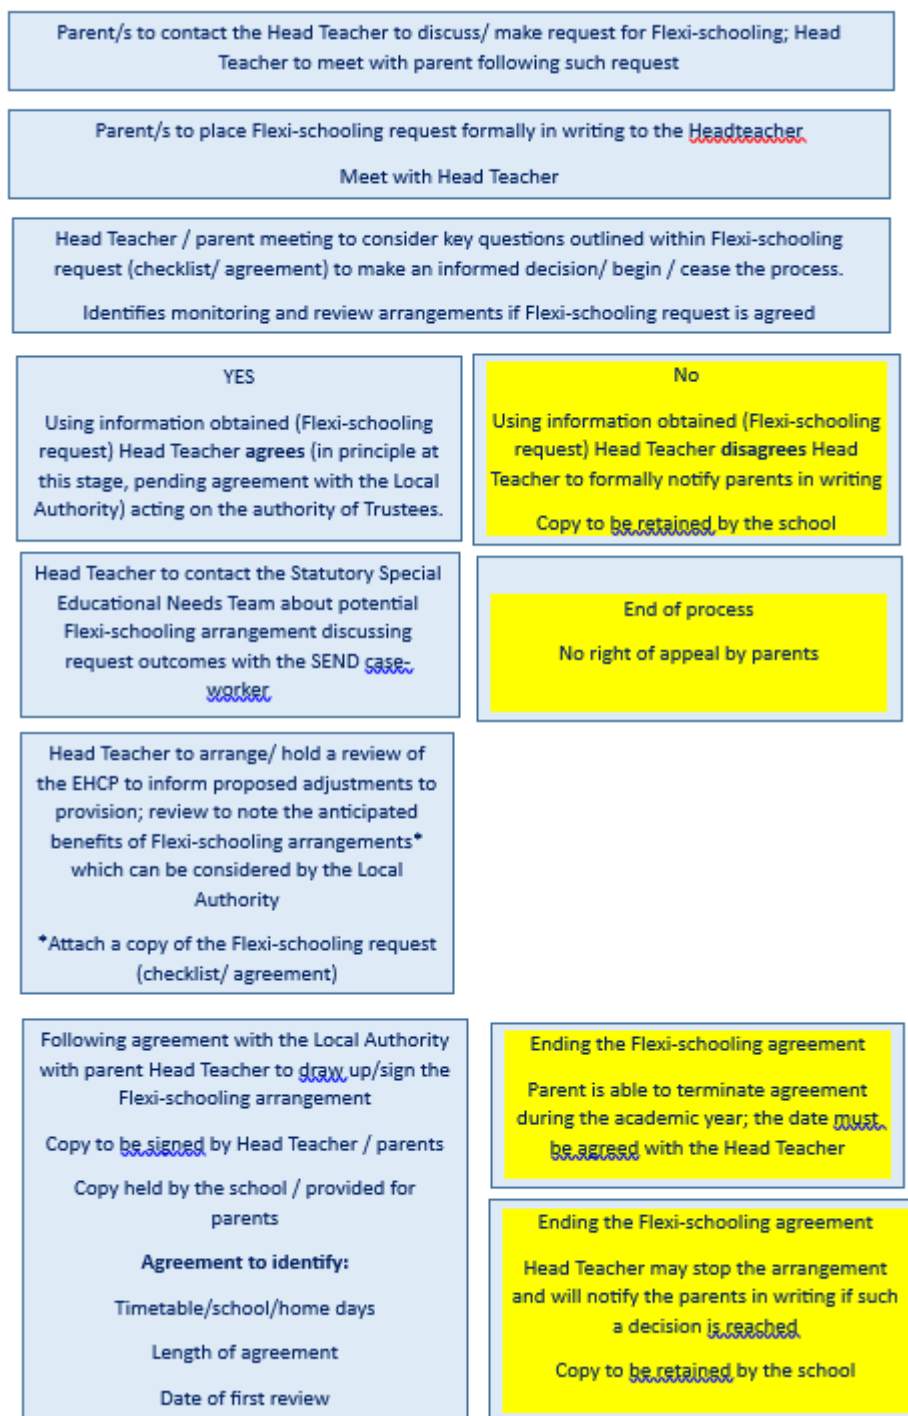 Parent/s to contact the Head Teacher to discuss/ make request for Flexi-schooling; Head
Teacher to meet with parent following such request
Parent/s to place Flexi-schooling request formally in writing to the Headteacher
Meet with Head Teacher
Head Teacher / parent meeting to consider key questions outlined within Flexi-schooling
request (checklist/ agreement) to make an informed decision/ begin / cease the process.
Identifies monitoring and review arrangements if Flexi-schooling request is agreed
YES
Using information obtained (Flexi-schooling
request) Head Teacher agrees (in principle at
this stage, pending agreement with the Local
Authority) acting on the authority of Trustees.
No
Using information obtained (Flexi-schooling
request) Head Teacher disagrees Head
Teacher to formally notify parents in writing
Copy to be retained by the school
Head Teacher to contact the Statutory Special
Educational Needs Team about potential
Flexi-schooling arrangement discussing
request outcomes with the SEND case-
worker
End of process
No right of appeal by parents
Head Teacher to arrange/ hold a review of
the EHCP to inform proposed adjustments to
provision; review to note the anticipated
benefits of Flexi-schooling arrangements*
which can be considered by the Local
Authority
*Attach a copy of the Flexi-schooling request
(checklist/ agreement)
Following agreement with the Local Authority
with parent Head Teacher to draw up/sign the
Flexi-schooling arrangement
Copy to be signed by Head Teacher / parents
Copy held by the school / provided for
parents
Agreement to identify:
Timetable/school/home days
Length of agreement
Date of first review
Ending the Flexi-schooling agreement
Parent is able to terminate agreement
during the academic year; the date must
be agreed with the Head Teacher
Ending the Flexi-schooling agreement
Head Teacher may stop the arrangement
and will notify the parents in writing if such
a decision is reached
Copy to be retained by the school